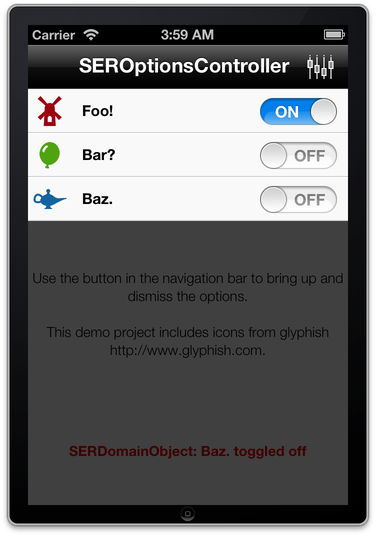 Carrier 3:59 AM
SEROptionsController
Foo! ON
Bar? OFF
Baz. OFF
Use the button in the navigation bar to bring up and
dismiss the options.
This demo project includes icons from glyphish
http://www.glyphish.com.
SERDomainObject: Baz. toggled off